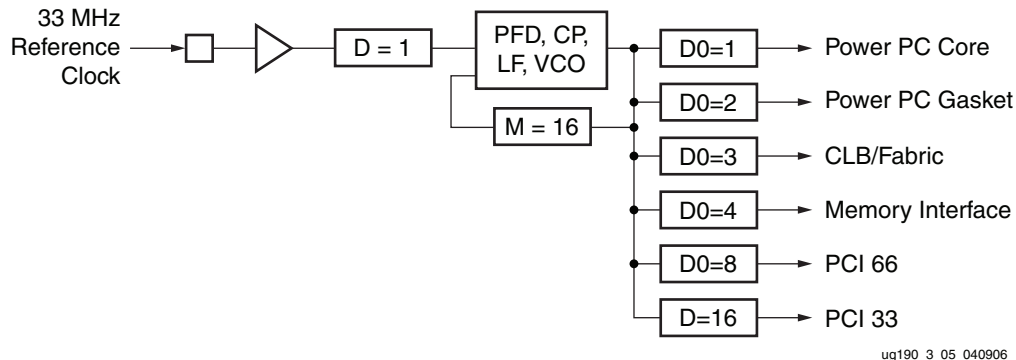 33 MHz
Reference
Clock
D = 1
PFD, CP,
LF, VCO
M = 16
D0=1
Power PC Core
D0=2
Power PC Gasket
D0=3
CLB/Fabric
D0=4
Memory Interface
D0=8
PCI 66
D=16
PCI 33
ug190_3_05_040906